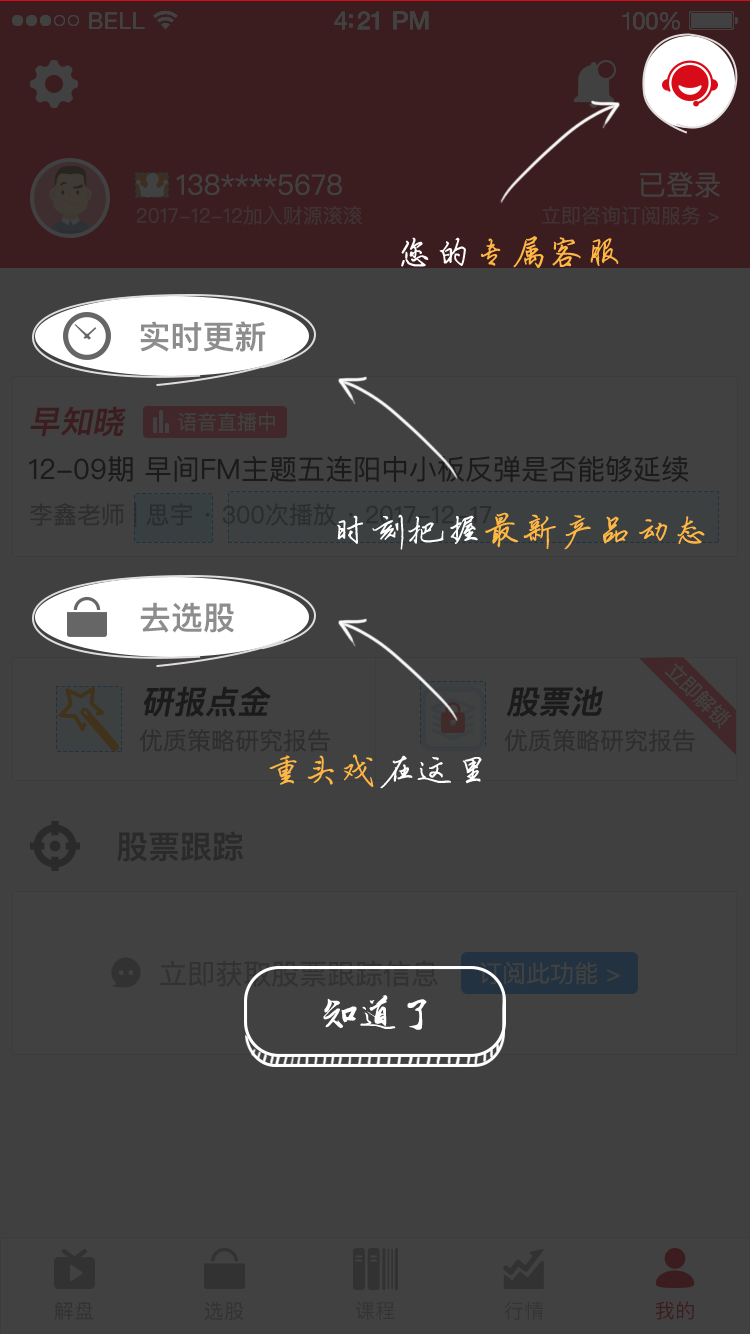 BELL 4:21 PM 100%
138****5678 已登录
2017-12-12加入财源滚滚 立即咨询订阅服务 >
您的专属客服
实时更新
早知晓 语音直播中
12-09期 早间FM主题五连阳中小板反弹是否能够延续
李鑫老师 | 思宇 · 300次播放 · 2017-12-17
时刻把握最新产品动态
去选股
研报点金 股票池 立即解锁
优质策略研究报告 优质策略研究报告
重头戏在这里
股票跟踪
立即获取股票跟踪信息 订阅此功能 >
知道了
解盘 选股 课程 行情 我的